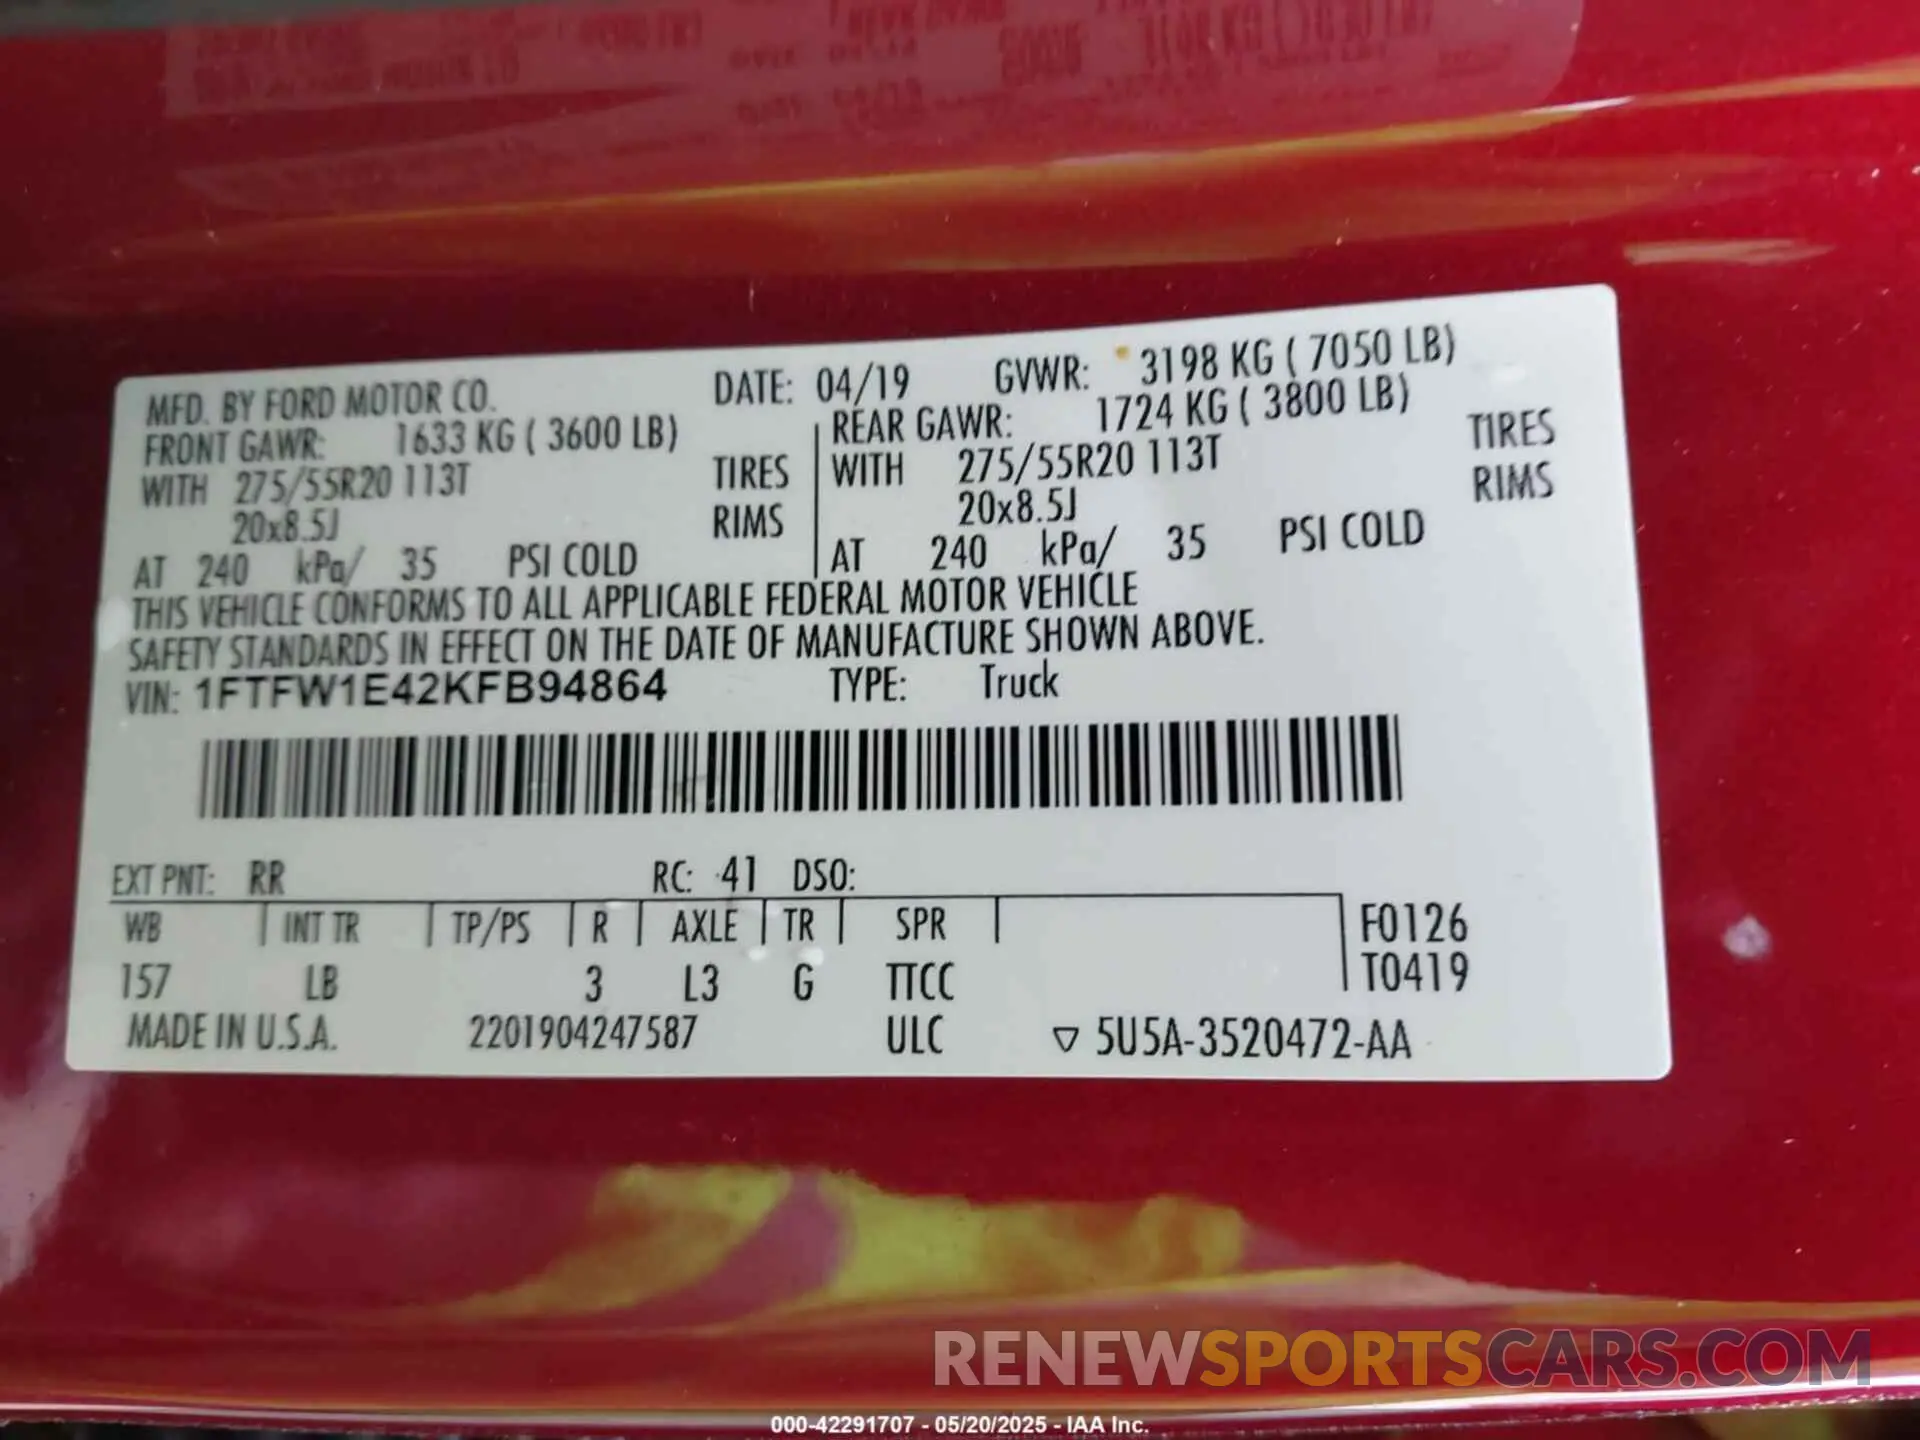 MFD. BY FORD MOTOR CO. DATE: 04/19 GVWR: 3198 KG ( 7050 LB)
FRONT GAWR: 1633 KG ( 3600 LB) REAR GAWR: 1724 KG ( 3800 LB)
WITH 275/55R20 113T TIRES WITH 275/55R20 113T TIRES
20x8.5J RIMS 20x8.5J RIMS
AT 240 kPa/ 35 PSI COLD AT 240 kPa/ 35 PSI COLD
THIS VEHICLE CONFORMS TO ALL APPLICABLE FEDERAL MOTOR VEHICLE
SAFETY STANDARDS IN EFFECT ON THE DATE OF MANUFACTURE SHOWN ABOVE.
VIN: 1FTFW1E42KFB94864 TYPE: Truck
EXT PNT: RR RC: 41 DSO:
WB INT TR TP/PS R AXLE TR SPR F0126
157 LB 3 L3 G TTCC T0419
MADE IN U.S.A. 2201904247587 ULC ▽ 5U5A-3520472-AA
RENEWSPORTSCARS.COM
000-42291707 - 05/20/2025 - IAA Inc.